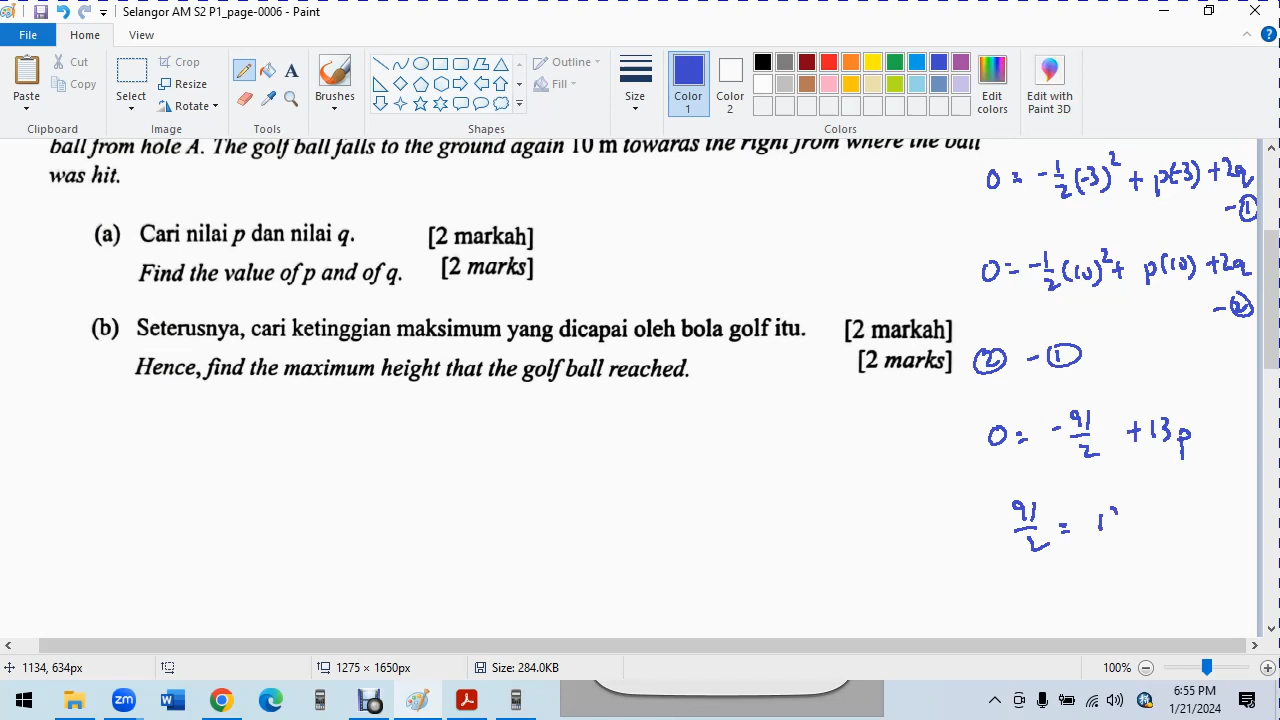 Selangor AM S2 P1_page-0006 - Paint
File Home View
Paste Cut Copy Clipboard
Select Crop Resize Rotate Image
Tools
Brushes
Outline Fill Shapes
Size
Color 1 Color 2 Edit colors Colors
Edit with Paint 3D
ball from hole A. The golf ball falls to the ground again 10 m towards the right from where the ball
was hit.
(a) Cari nilai p dan nilai q. [2 markah]
Find the value of p and of q. [2 marks]
(b) Seterusnya, cari ketinggian maksimum yang dicapai oleh bola golf itu. [2 markah]
Hence, find the maximum height that the golf ball reached. [2 marks]
0 = -1/2(-3)² + p(-3) + 2q
- ①
0 = -1/2(10)² + p(10) + 2q
- ②
② - ①
0 = -91/2 + 13p
91/2 = 1
1134, 634px 1275 × 1650px Size: 284.0KB 100%
6:55 PM
1/21/2024